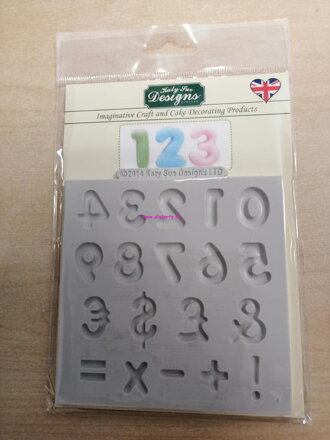 Katy Sue
Designs
Imaginative Craft and Cake Decorating Products
123
©2014 Katy Sue Designs LTD
4 3 2 1 0
9 8 7 6 5
€ $ £ &
= × - + !